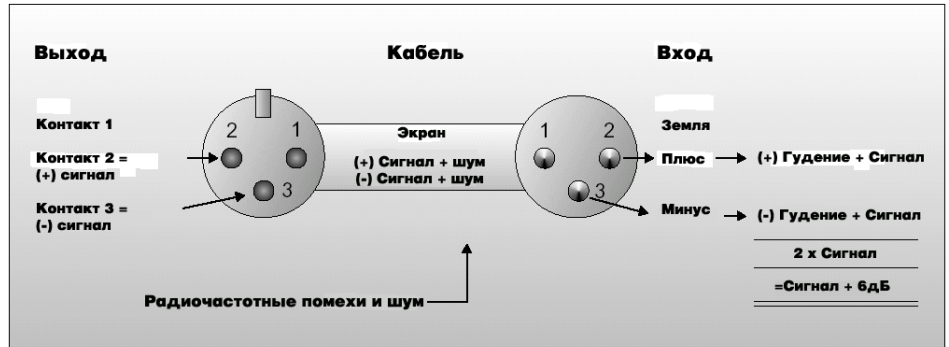 Выход
Кабель
Вход
Контакт 1
Контакт 2 =
(+) сигнал
Контакт 3 =
(-) сигнал
2
1
3
Экран
(+) Сигнал + шум
(-) Сигнал + шум
1
2
3
Земля
Плюс
(+) Гудение + Сигнал
Минус
(-) Гудение + Сигнал
2 x Сигнал
=Сигнал + 6дБ
Радиочастотные помехи и шум